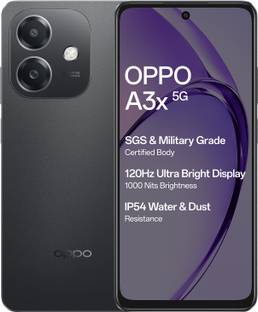 OPPO
A3x 5G
SGS & Military Grade
Certified Body
120Hz Ultra Bright Display
1000 Nits Brightness
IP54 Water & Dust
Resistance
oppo